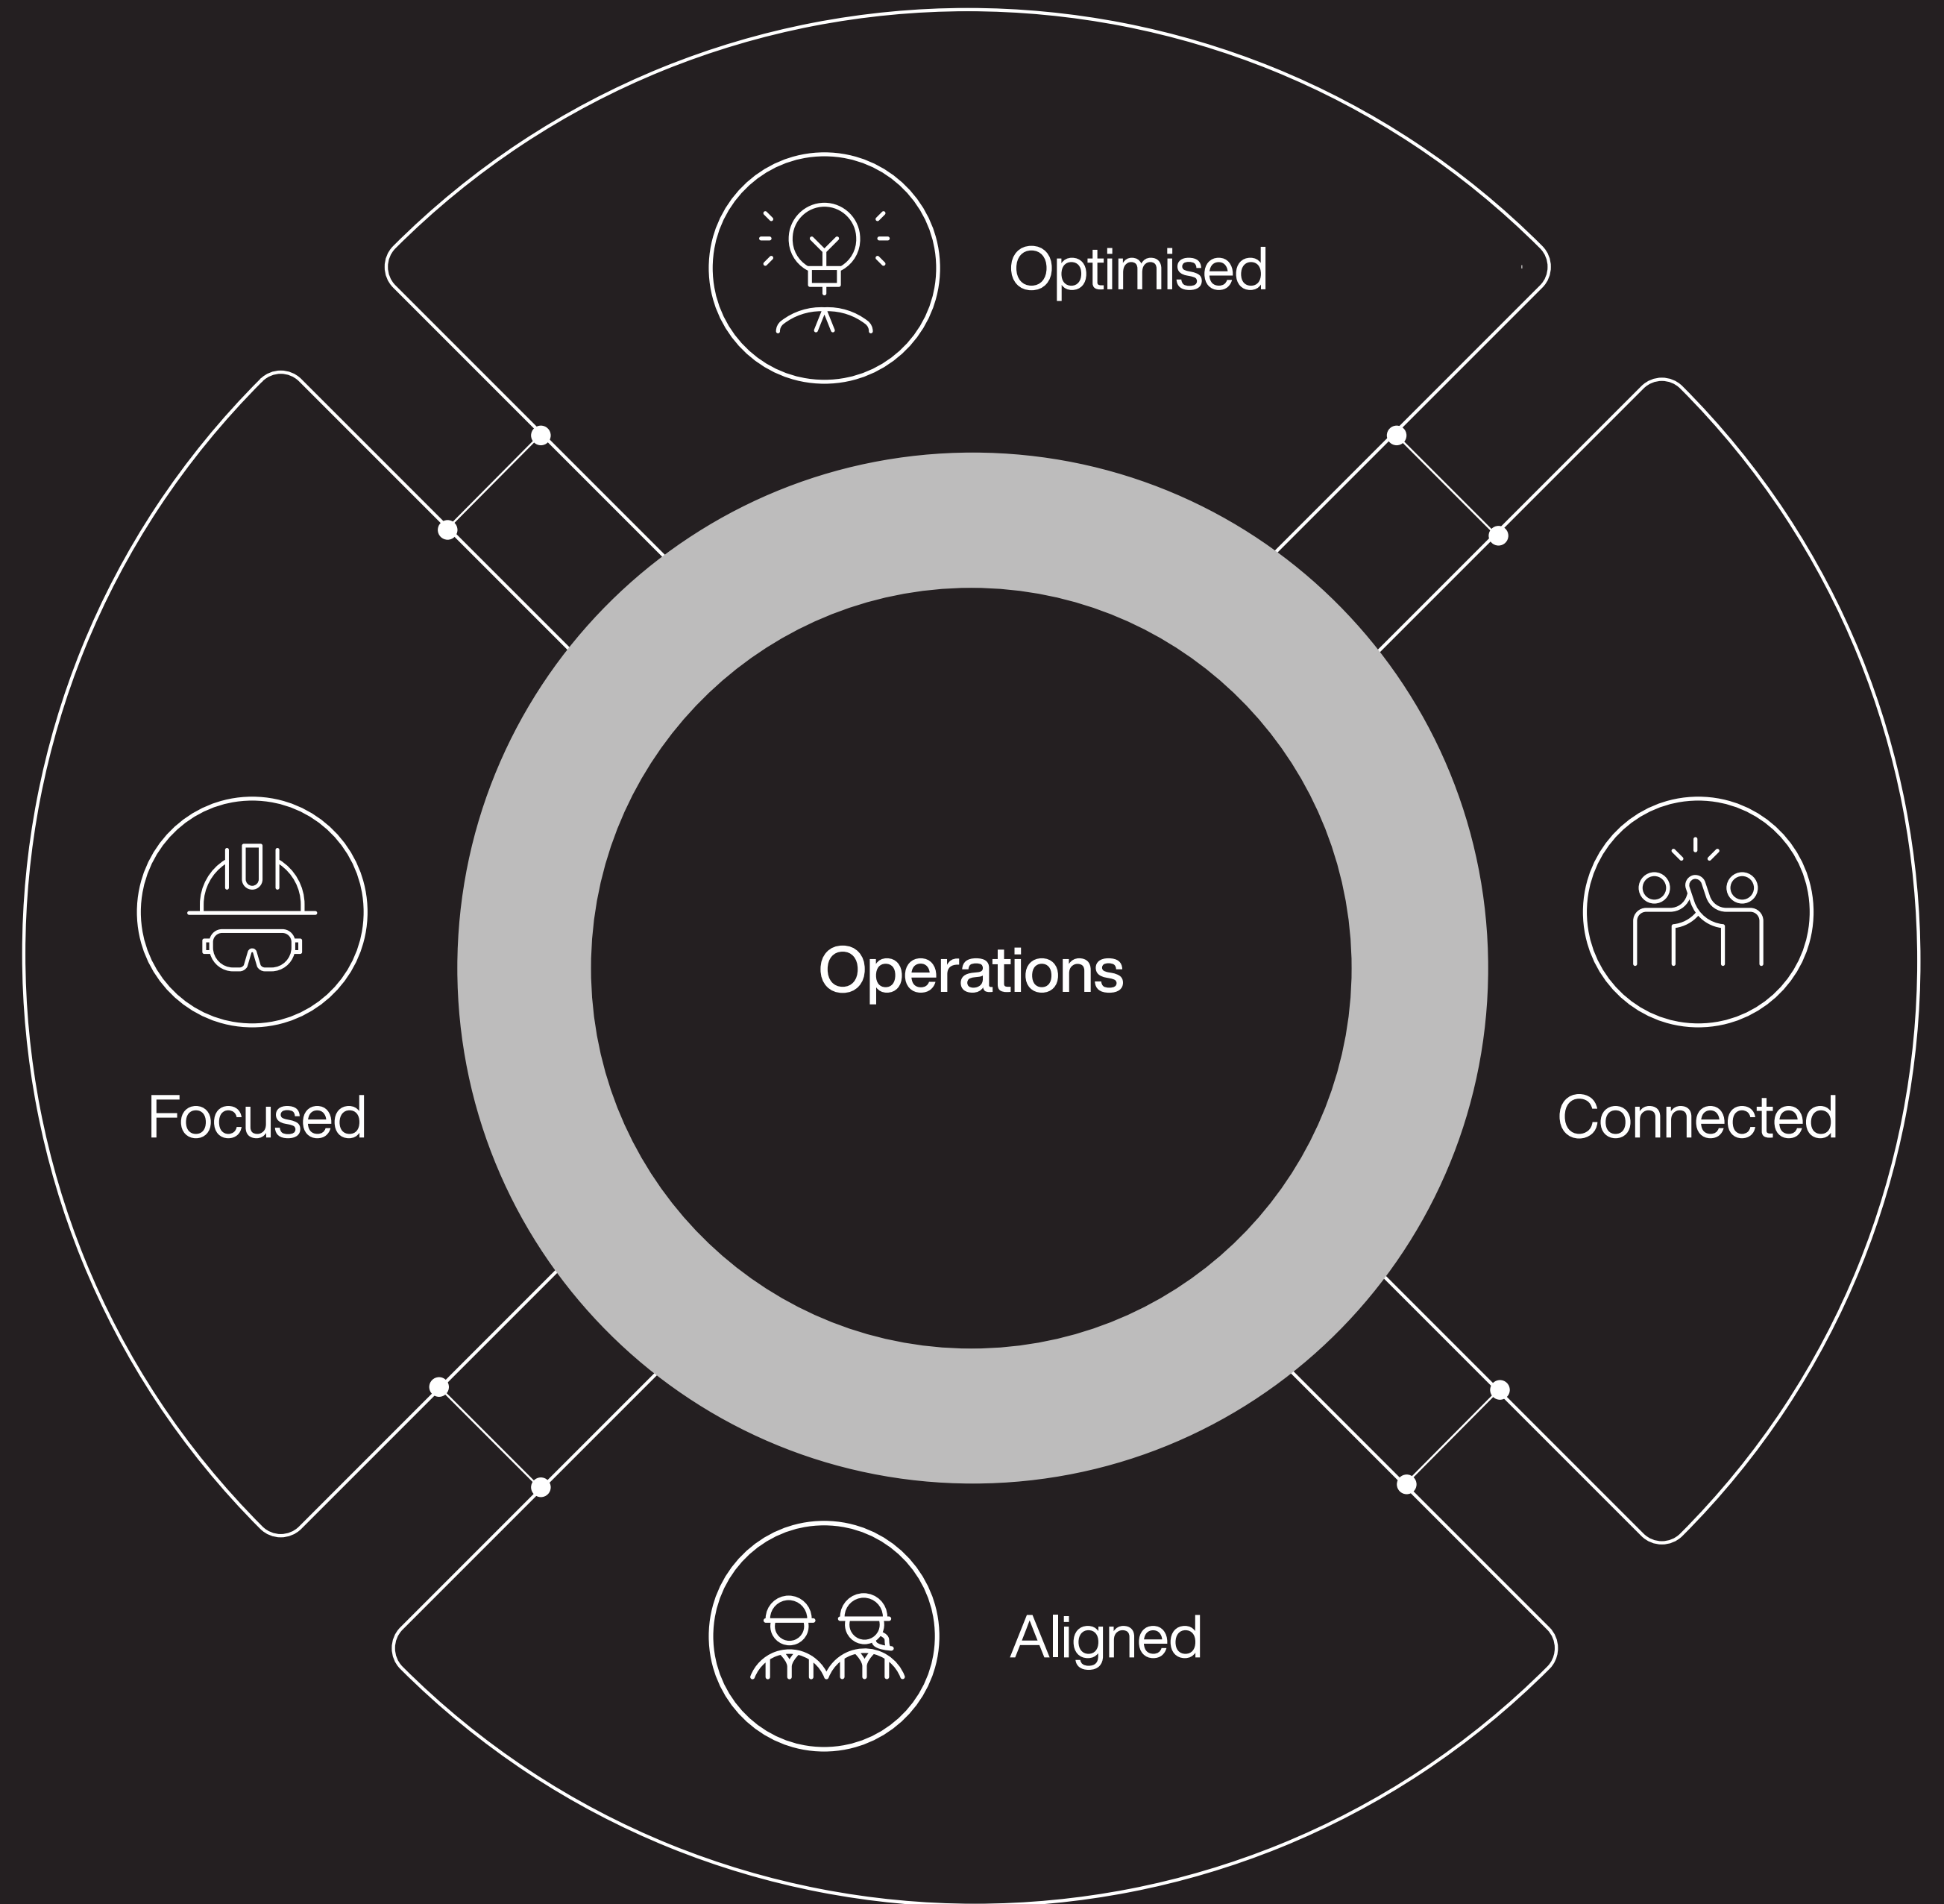 Optimised
Operations
Focused
Connected
Aligned